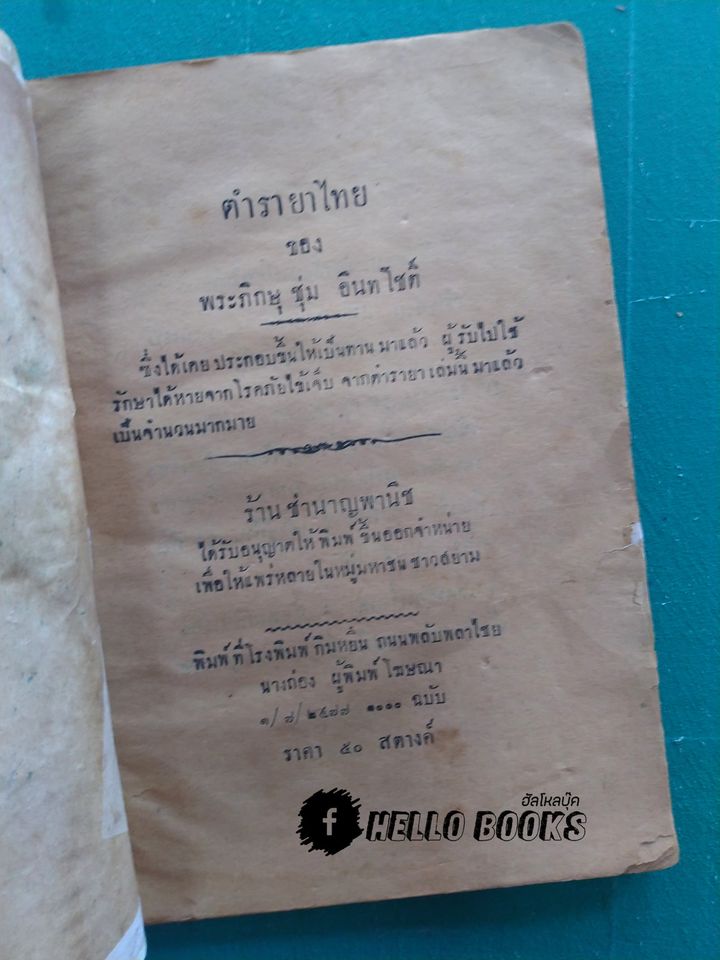 ตำรายาไทย
ของ
พระภิกษุ ชุ่ม อินทโชติ
ซึ่งได้เคยประกอบขึ้นให้เป็นทานมาแล้ว ผู้รับไปใช้
รักษาได้หายจากโรคภัยไข้เจ็บ จากตำรายาเล่มนี้มาแล้ว
เป็นจำนวนมากมาย
ร้าน ชำนาญพานิช
ได้รับอนุญาตให้พิมพ์ขึ้นออกจำหน่าย
เพื่อให้แพร่หลายในหมู่มหาชน ชาวสยาม
พิมพ์ที่โรงพิมพ์ กิมหยิ่น ถนนพลับพลาไชย
นางถ่อง ผู้พิมพ์ โฆษณา
๑/๗/๒๔๗๗ ๑๐๐๐ ฉบับ
ราคา ๕๐ สตางค์
ฮัลโหลบุ๊ค
f HELLO BOOKS